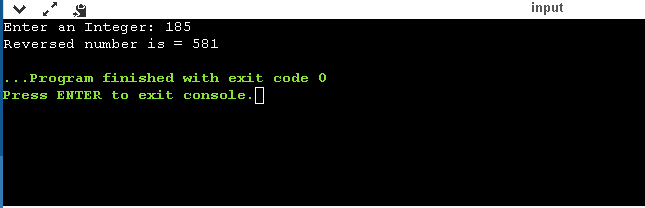 input
Enter an Integer: 185
Reversed number is = 581
...Program finished with exit code 0
Press ENTER to exit console.